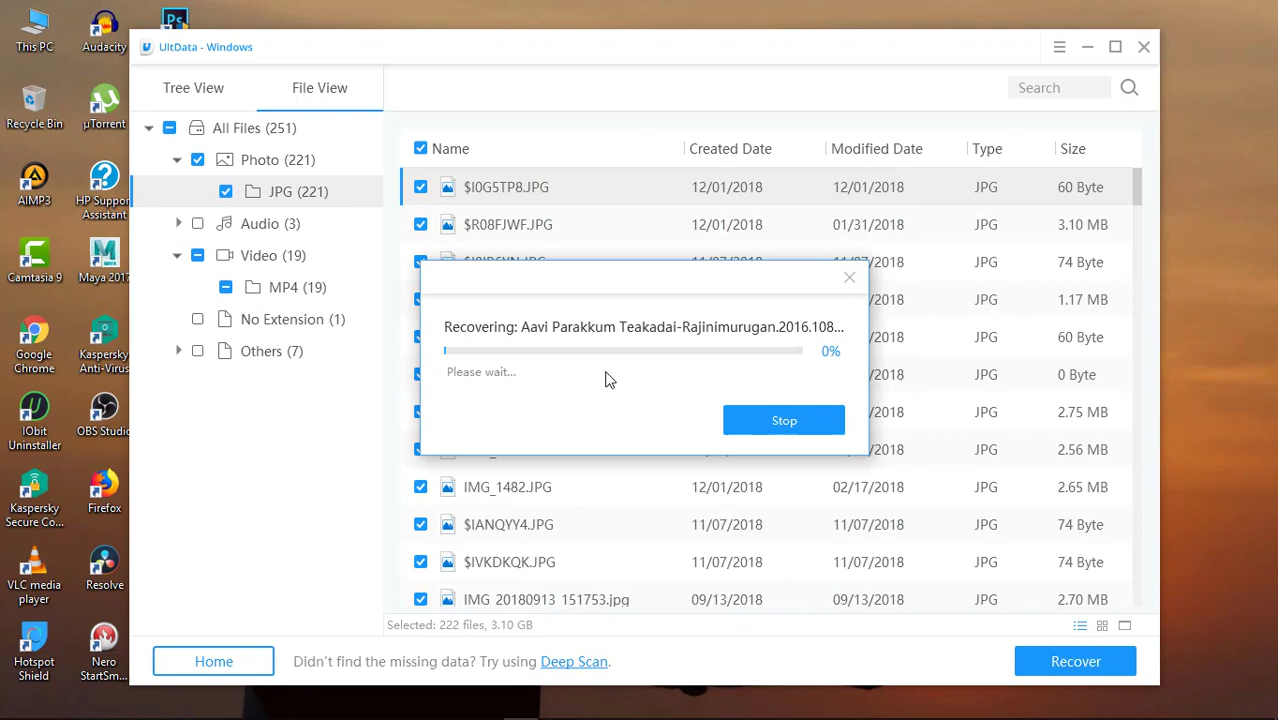 This PC
Audacity
Recycle Bin
µTorrent
AIMP3
HP Support
Assistant
Camtasia 9
Maya 2017
Google
Chrome
Kaspersky
Anti-Virus
IObit
Uninstaller
OBS Studio
Kaspersky
Secure Co...
Firefox
VLC media
player
Resolve
Hotspot
Shield
Nero
StartSm...
Ps
UltData - Windows
Tree View
File View
Search
All Files (251)
Photo (221)
JPG (221)
Audio (3)
Video (19)
MP4 (19)
No Extension (1)
Others (7)
Name Created Date Modified Date Type Size
$I0G5TP8.JPG 12/01/2018 12/01/2018 JPG 60 Byte
$R08FJWF.JPG 12/01/2018 01/31/2018 JPG 3.10 MB
11/07/2018 11/07/2018 JPG 74 Byte
JPG 1.17 MB
JPG 60 Byte
JPG 0 Byte
JPG 2.75 MB
JPG 2.56 MB
IMG_1482.JPG 12/01/2018 02/17/2018 JPG 2.65 MB
$IANQYY4.JPG 11/07/2018 11/07/2018 JPG 74 Byte
$IVKDKQK.JPG 11/07/2018 11/07/2018 JPG 74 Byte
IMG_20180913_151753.jpg 09/13/2018 09/13/2018 JPG 2.70 MB
Recovering: Aavi Parakkum Teakadai-Rajinimurugan.2016.108...
0%
Please wait...
Stop
Selected: 222 files, 3.10 GB
Home
Didn't find the missing data? Try using Deep Scan.
Recover